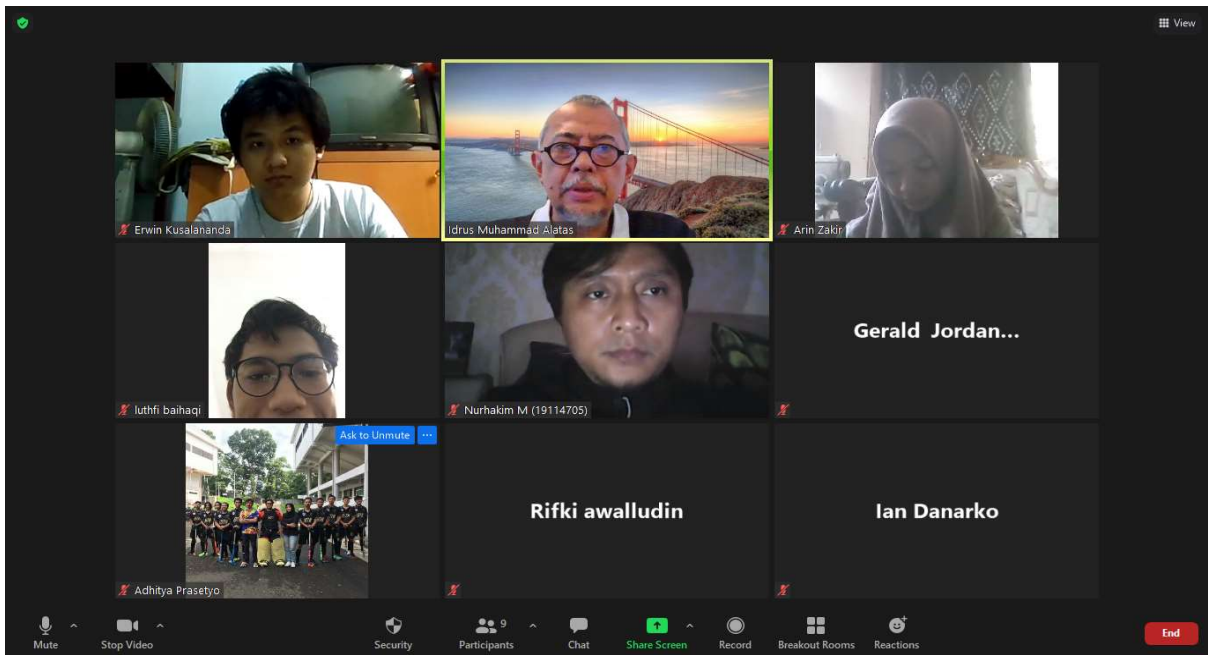 View
Erwin Kusalananda
Idrus Muhammad Alatas
Arin Zakir
luthfi baihaqi
Nurhakim M (19114705)
Gerald Jordan...
Ask to Unmute ...
Adhitya Prasetyo
Rifki awalludin
Ian Danarko
Mute
Stop Video
Security
9
Participants
Chat
Share Screen
Record
Breakout Rooms
Reactions
End